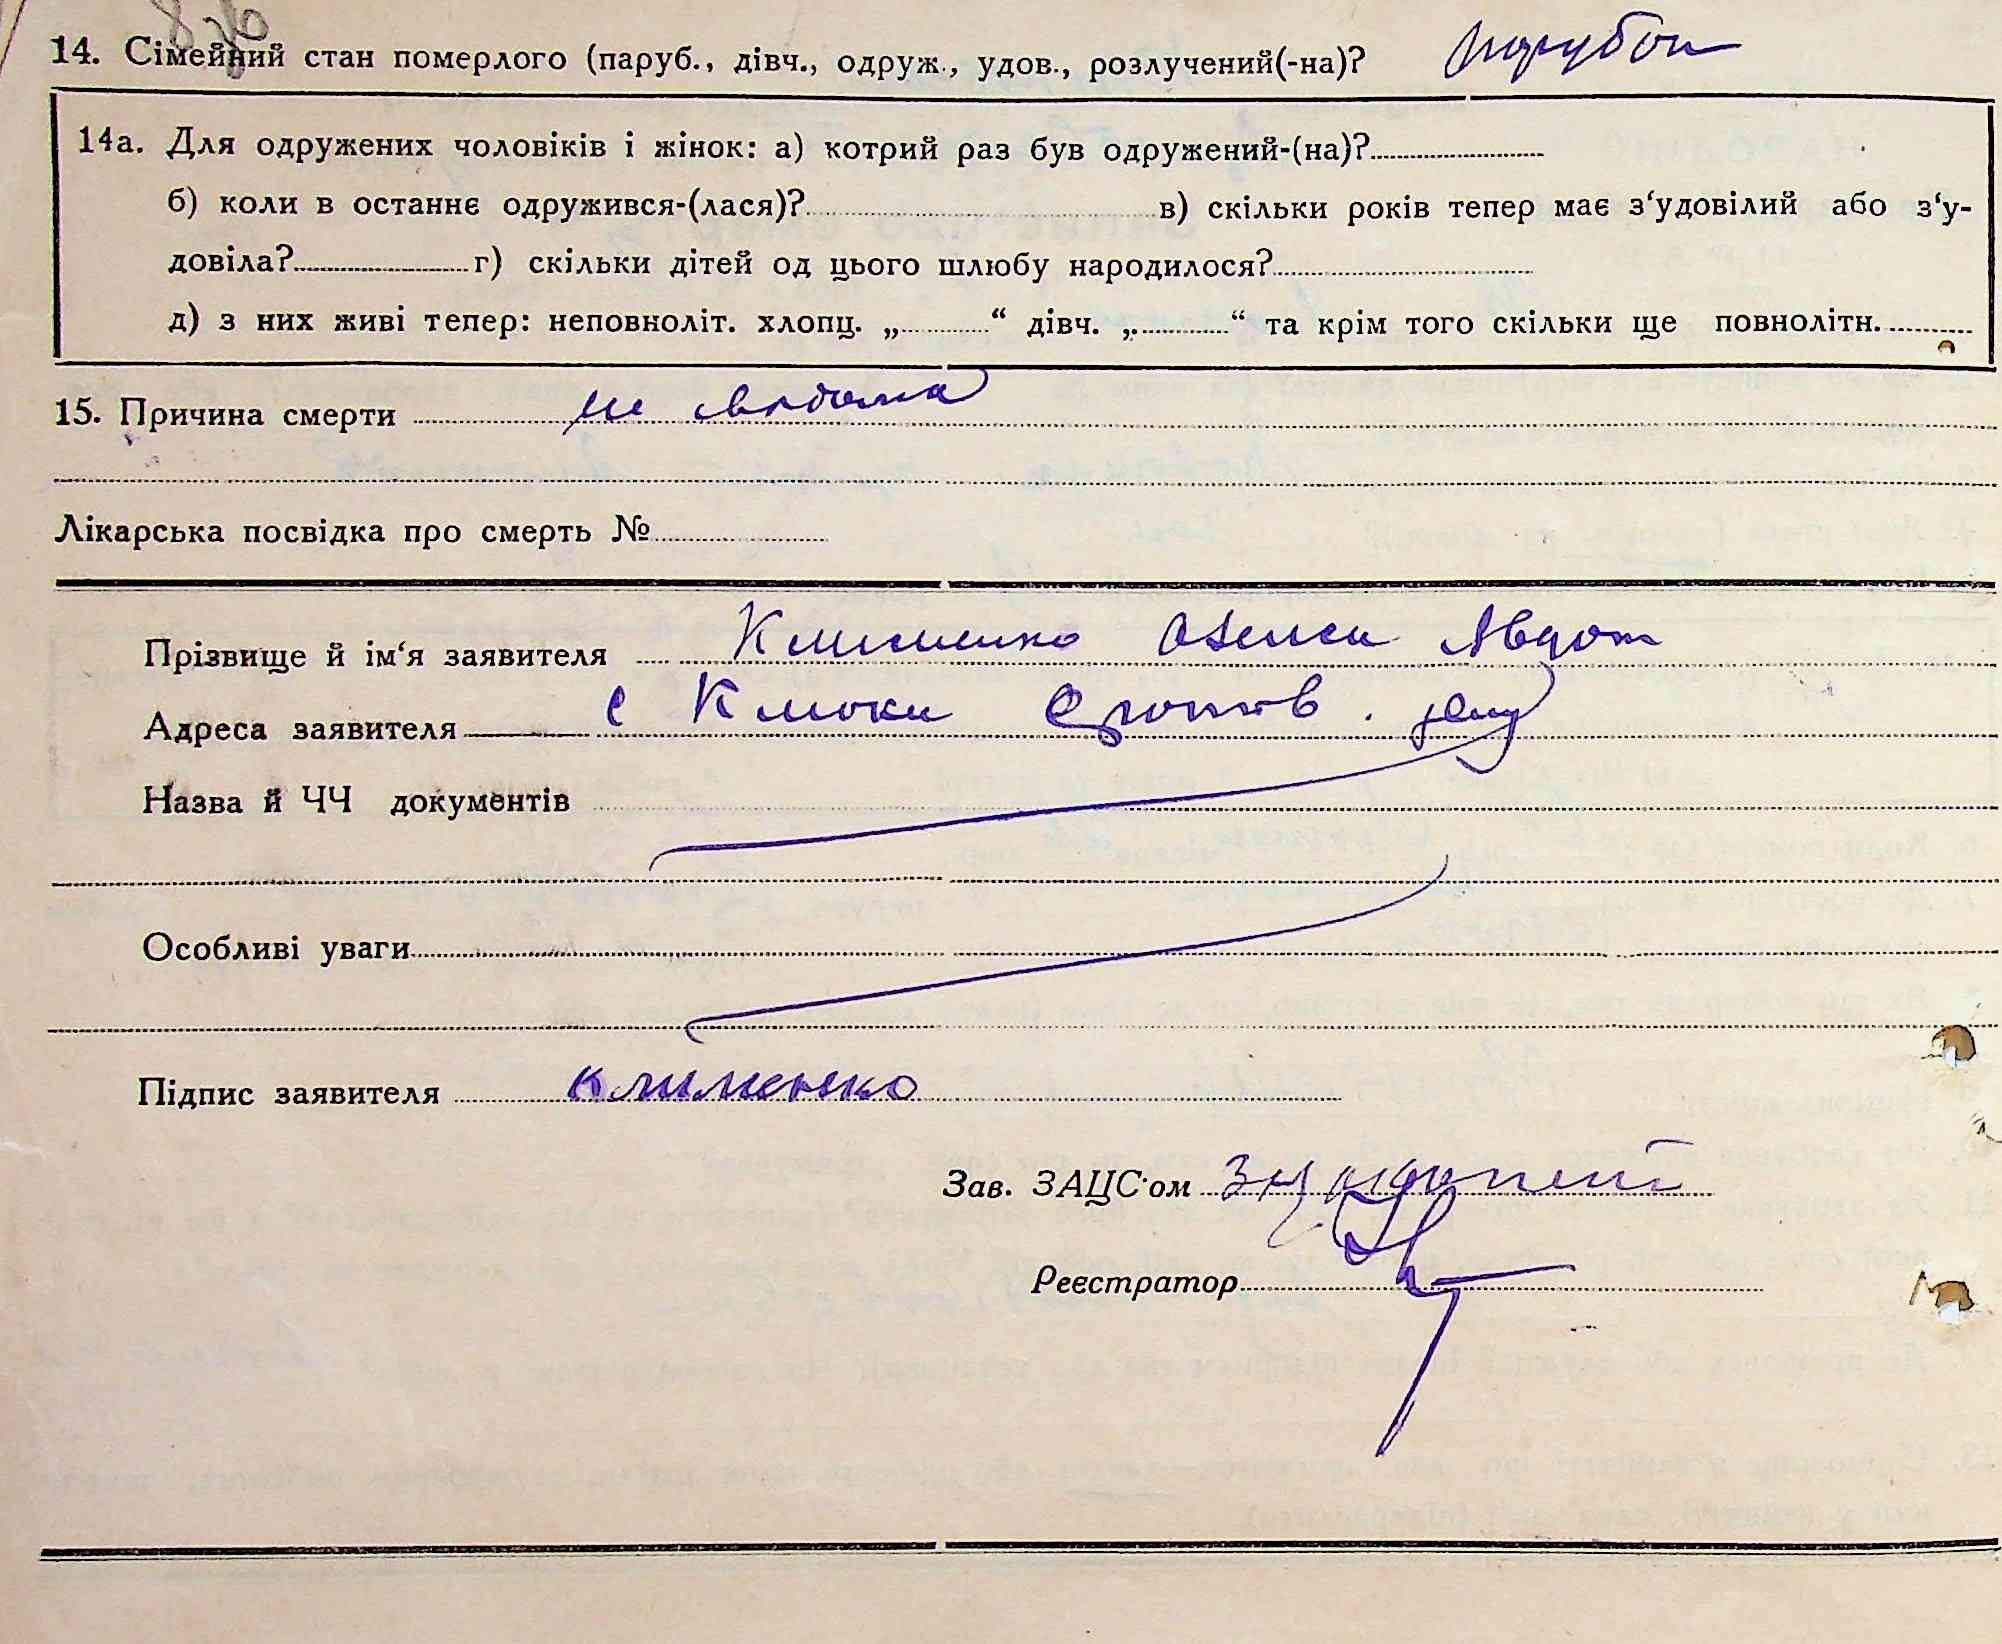 14. Сімейний стан померлого (паруб., дівч., одруж., удов., розлучений(-на)? парубок
14а. Для одружених чоловіків і жінок: а) котрий раз був одружений-(на)?
б) коли в останнє одружився-(лася)? в) скільки років тепер має з‘удовілий або з‘у-
довіла? г) скільки дітей од цього шлюбу народилося?
д) з них живі тепер: неповноліт. хлопц. „ “ дівч. „ “ та крім того скільки ще повнолітн.
15. Причина смерти не відома
Лікарська посвідка про смерть №
Прізвище й ім‘я заявителя Клименко
Адреса заявителя с Клюки
Назва й ЧЧ документів
Особливі уваги
Підпис заявителя клименко
Зав. ЗАЦС‘ом
Реєстратор